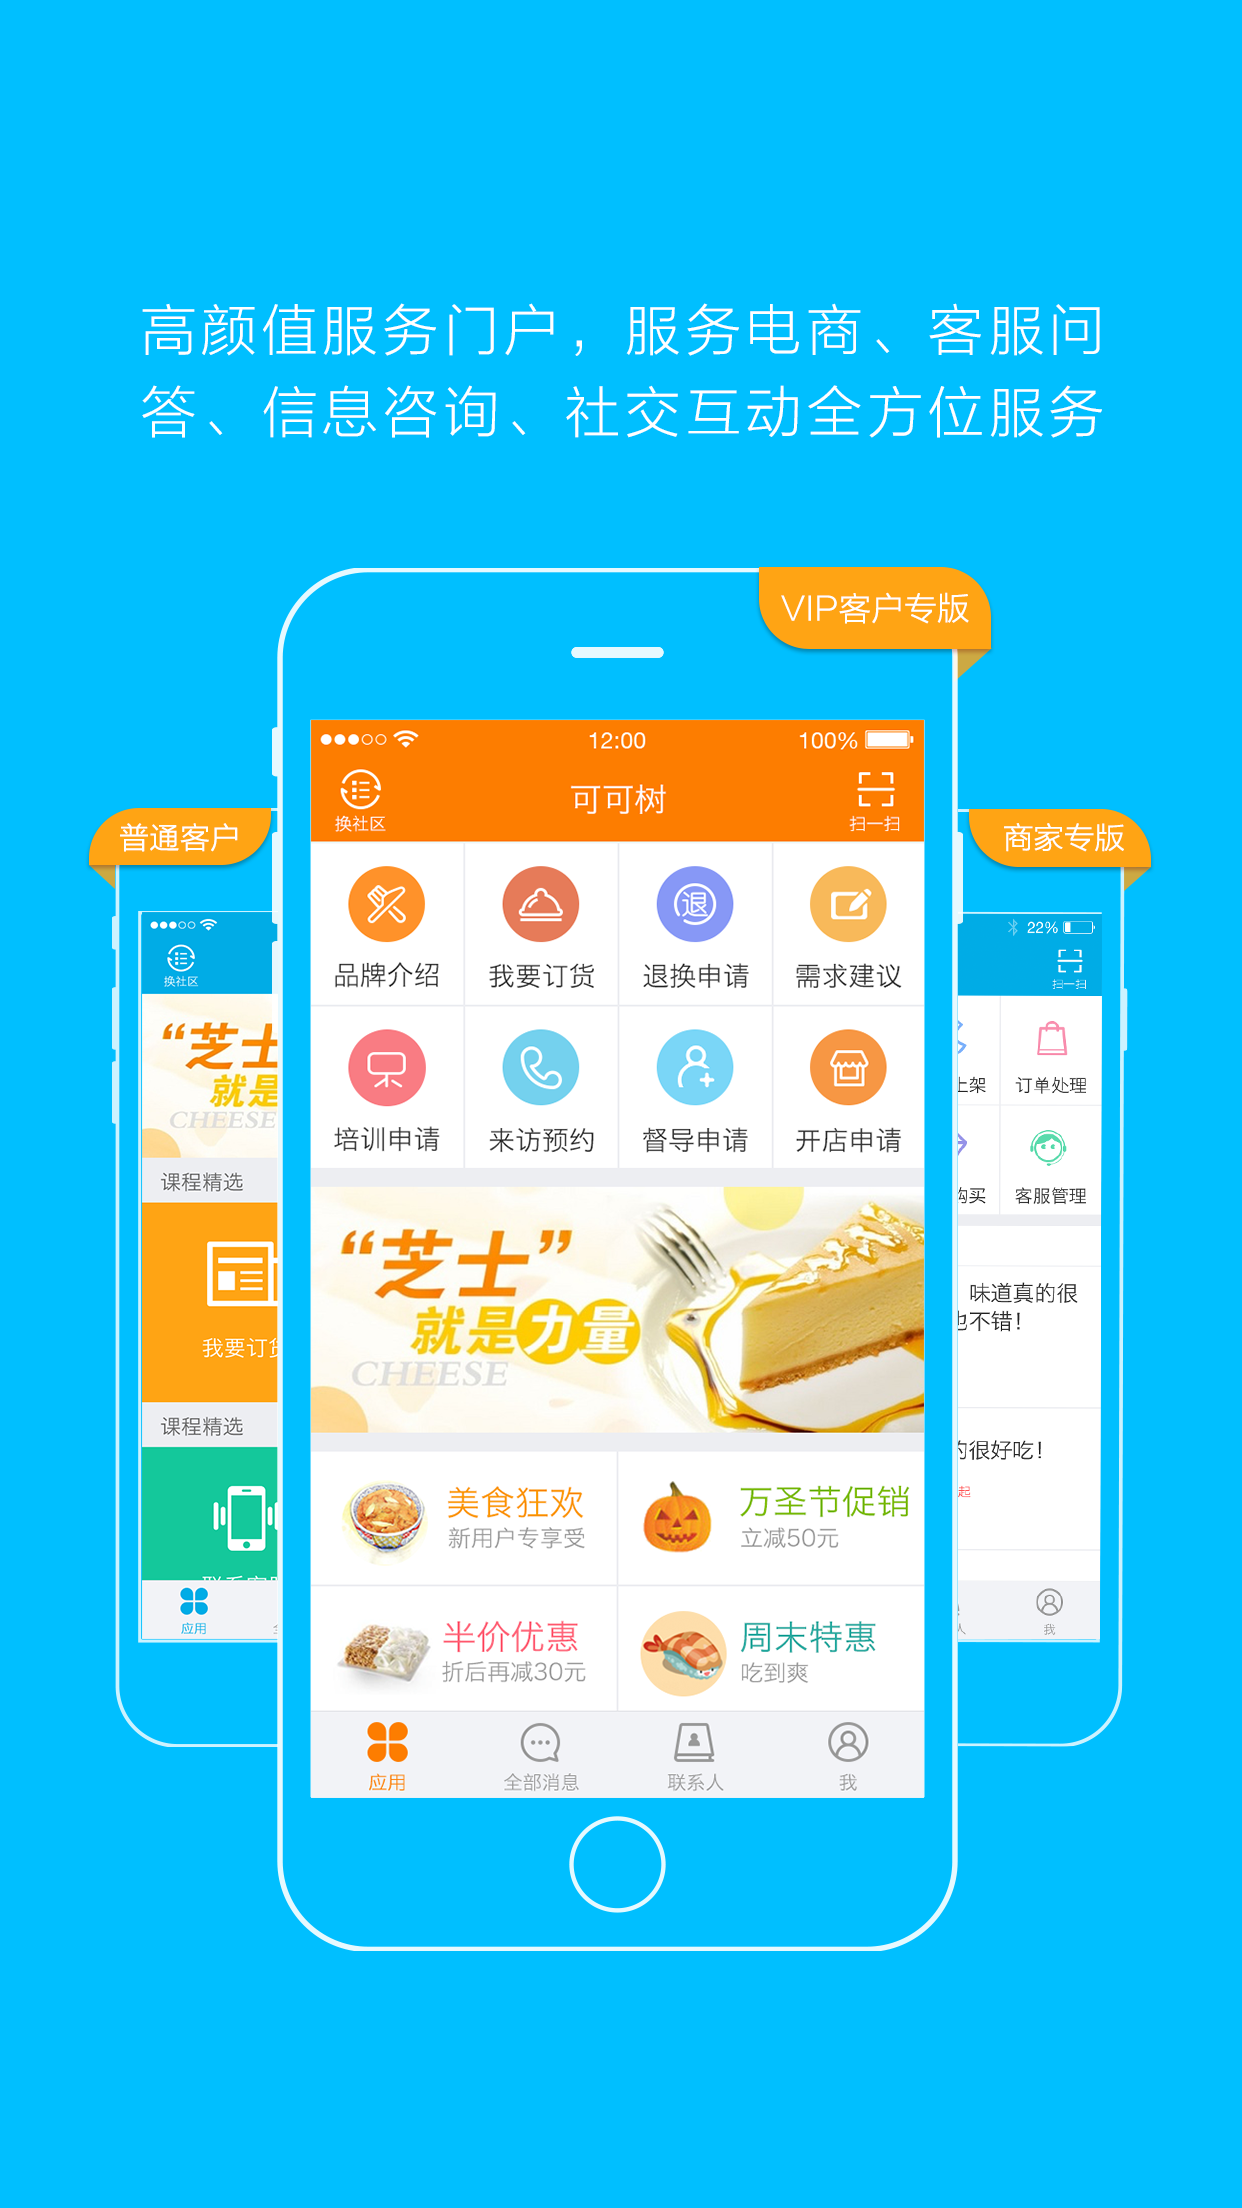 高颜值服务门户，服务电商、客服问
答、信息咨询、社交互动全方位服务
VIP客户专版
12:00
100%
换社区
可可树
扫一扫
品牌介绍
我要订货
退
退换申请
需求建议
培训申请
来访预约
督导申请
开店申请
“芝士”
就是力量
CHEESE
美食狂欢
新用户专享受
万圣节促销
立减50元
半价优惠
折后再减30元
周末特惠
吃到爽
应用
全部消息
联系人
我
普通客户
换社区
“芝士
就是
CHEESE
课程精选
我要订
课程精选
应用
商家专版
22%
扫一扫
上架
订单处理
购买
客服管理
味道真的很
也不错！
的很好吃！
起
人
我